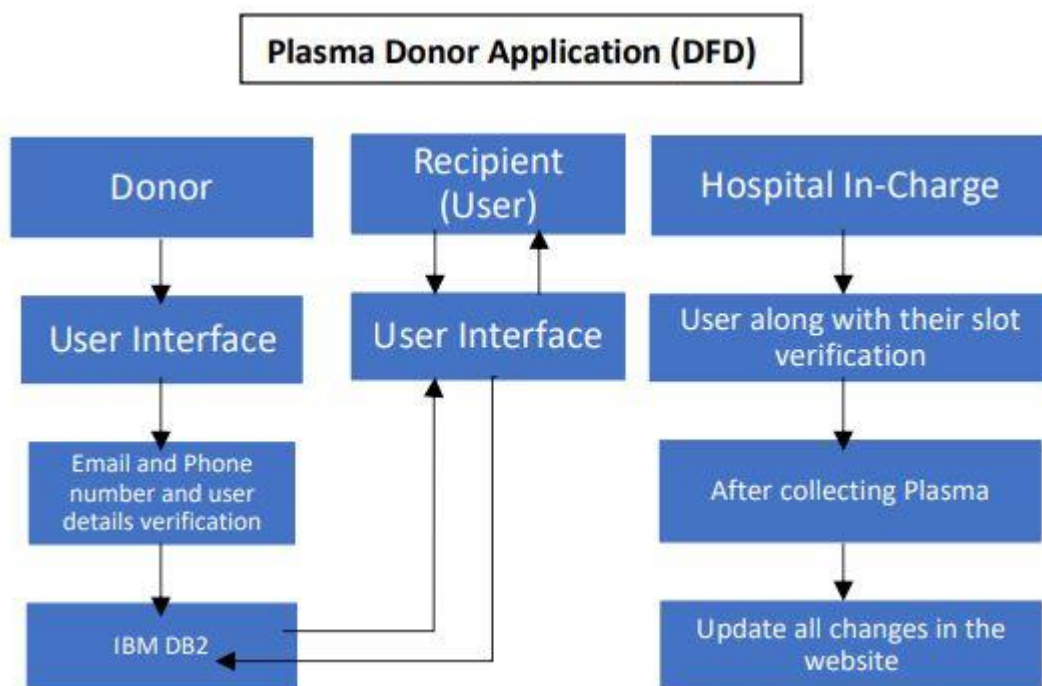 Plasma Donor Application (DFD)
Donor
Recipient
(User)
Hospital In-Charge
User Interface
User Interface
User along with their slot
verification
Email and Phone
number and user
details verification
After collecting Plasma
IBM DB2
Update all changes in the
website